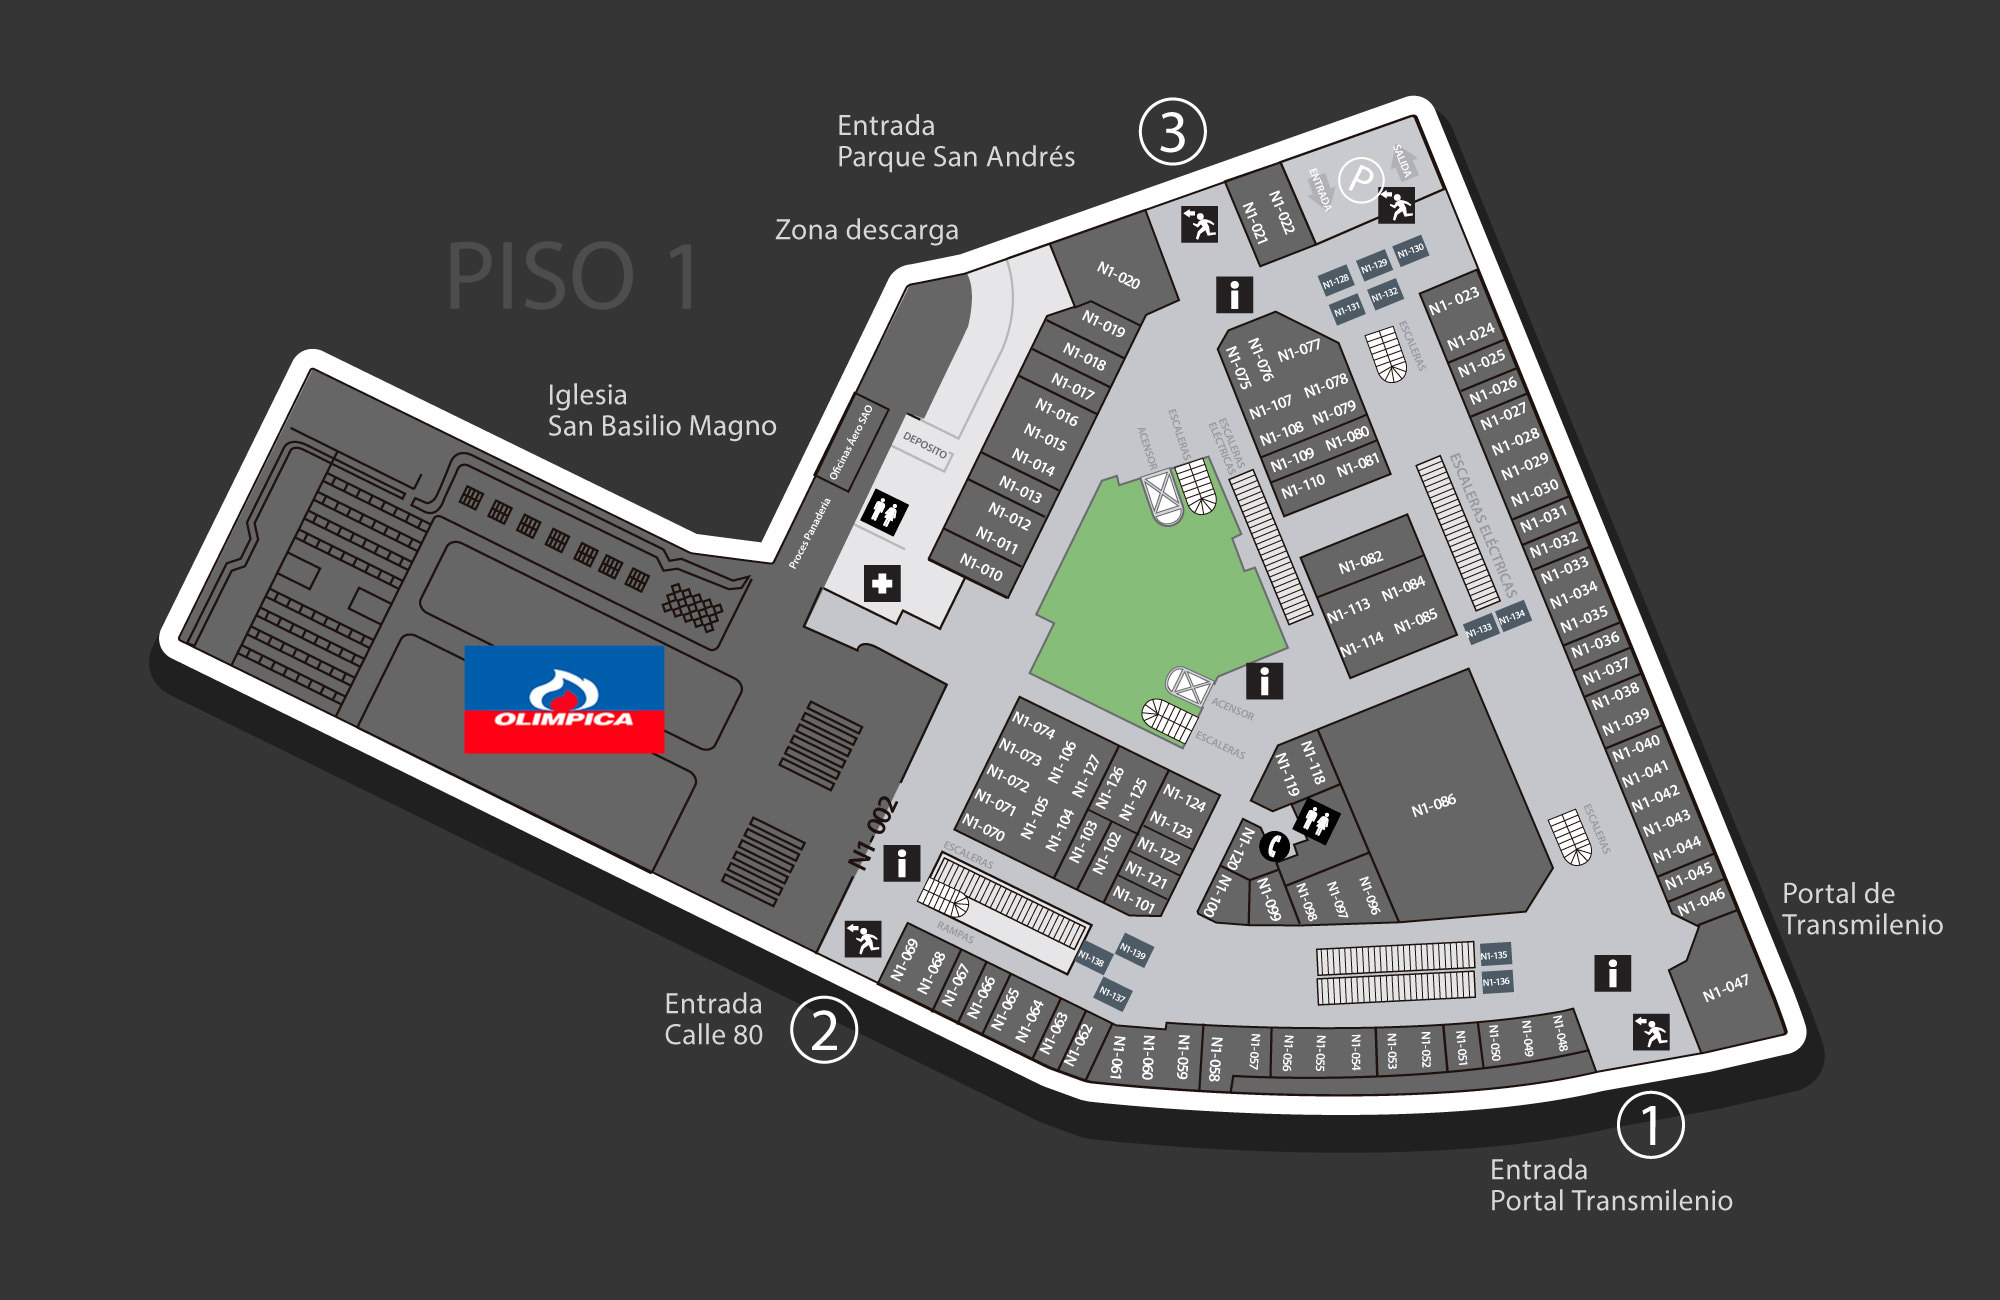 PISO 1
Entrada
Parque San Andrés
3
Zona descarga
Iglesia
San Basilio Magno
ENTRADA
P
SALIDA
N1-022
N1-021
N1-020
N1-019
N1-018
N1-017
N1-016
N1-015
N1-014
N1-013
N1-012
N1-011
N1-010
Oficinas Áero SAO
DEPOSITO
Proces Panaderia
N1-128
N1-129
N1-130
N1-131
N1-132
ESCALERAS
N1- 023
N1-024
N1-025
N1-026
N1-027
N1-028
N1-029
N1-030
N1-031
N1-032
N1-033
N1-034
N1-035
N1-036
N1-037
N1-038
N1-039
N1-040
N1-041
N1-042
N1-043
N1-044
N1-045
N1-046
N1-047
N1-075
N1-076
N1-077
N1-078
N1-107
N1-079
N1-108
N1-080
N1-109
N1-081
N1-110
ACENSOR
ESCALERAS
ESCALERAS
ELÉCTRICAS
ESCALERAS ELÉCTRICAS
N1-082
N1-084
N1-113
N1-085
N1-114
N1-133
N1-134
ACENSOR
ESCALERAS
OLIMPICA
N1-002
N1-074
N1-073
N1-072
N1-071
N1-070
N1-106
N1-105
N1-127
N1-104
N1-126
N1-103
N1-125
N1-102
N1-124
N1-123
N1-122
N1-121
N1-101
N1-118
N1-119
N1-086
N1-120
N1-100
N1-099
N1-098
N1-097
N1-096
ESCALERAS
ESCALERAS
RAMPAS
N1-138
N1-139
N1-137
N1-135
N1-136
N1-069
N1-068
N1-067
N1-066
N1-065
N1-064
N1-063
N1-062
N1-061
N1-060
N1-059
N1-058
N1-057
N1-056
N1-055
N1-054
N1-053
N1-052
N1-051
N1-050
N1-049
N1-048
Portal de
Transmilenio
Entrada
Calle 80
2
1
Entrada
Portal Transmilenio